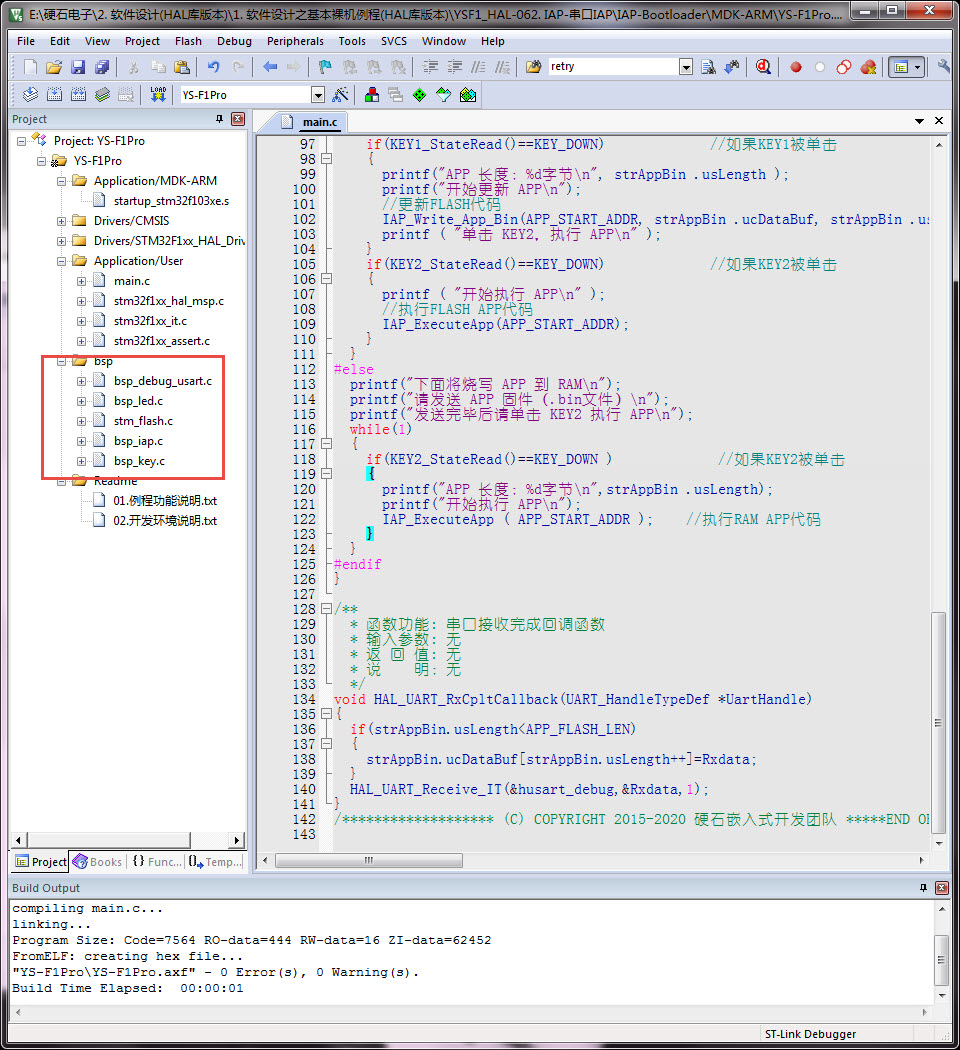 E:\硬石电子\2. 软件设计(HAL库版本)\1. 软件设计之基本裸机例程(HAL库版本)\YSF1_HAL-062. IAP-串口IAP\IAP-Bootloader\MDK-ARM\YS-F1Pro....
File Edit View Project Flash Debug Peripherals Tools SVCS Window Help
retry
LOAD YS-F1Pro
Project
Project: YS-F1Pro
YS-F1Pro
Application/MDK-ARM
startup_stm32f103xe.s
Drivers/CMSIS
Drivers/STM32F1xx_HAL_Driv
Application/User
main.c
stm32f1xx_hal_msp.c
stm32f1xx_it.c
stm32f1xx_assert.c
bsp
bsp_debug_usart.c
bsp_led.c
stm_flash.c
bsp_iap.c
bsp_key.c
Readme
01.例程功能说明.txt
02.开发环境说明.txt
Project Books {} Func... Temp...
main.c
97 if(KEY1_StateRead()==KEY_DOWN) //如果KEY1被单击
98 {
99 printf("APP 长度: %d字节\n", strAppBin .usLength );
100 printf("开始更新 APP\n");
101 //更新FLASH代码
102 IAP_Write_App_Bin(APP_START_ADDR, strAppBin .ucDataBuf, strAppBin .us
103 printf ( "单击 KEY2, 执行 APP\n" );
104 }
105 if(KEY2_StateRead()==KEY_DOWN) //如果KEY2被单击
106 {
107 printf ( "开始执行 APP\n" );
108 //执行FLASH APP代码
109 IAP_ExecuteApp(APP_START_ADDR);
110 }
111 }
112 #else
113 printf("下面将烧写 APP 到 RAM\n");
114 printf("请发送 APP 固件 (.bin文件) \n");
115 printf("发送完毕后请单击 KEY2 执行 APP\n");
116 while(1)
117 {
118 if(KEY2_StateRead()==KEY_DOWN ) //如果KEY2被单击
119 {
120 printf("APP 长度: %d字节\n",strAppBin .usLength);
121 printf("开始执行 APP\n");
122 IAP_ExecuteApp ( APP_START_ADDR ); //执行RAM APP代码
123 }
124 }
125 #endif
126 }
127
128 /**
129 * 函数功能: 串口接收完成回调函数
130 * 输入参数: 无
131 * 返 回 值: 无
132 * 说 明: 无
133 */
134 void HAL_UART_RxCpltCallback(UART_HandleTypeDef *UartHandle)
135 {
136 if(strAppBin.usLength<APP_FLASH_LEN)
137 {
138 strAppBin.ucDataBuf[strAppBin.usLength++]=Rxdata;
139 }
140 HAL_UART_Receive_IT(&husart_debug,&Rxdata,1);
141 }
142 /******************* (C) COPYRIGHT 2015-2020 硬石嵌入式开发团队 *****END OF
143
Build Output
compiling main.c...
linking...
Program Size: Code=7564 RO-data=444 RW-data=16 ZI-data=62452
FromELF: creating hex file...
"YS-F1Pro\YS-F1Pro.axf" - 0 Error(s), 0 Warning(s).
Build Time Elapsed: 00:00:01
ST-Link Debugger